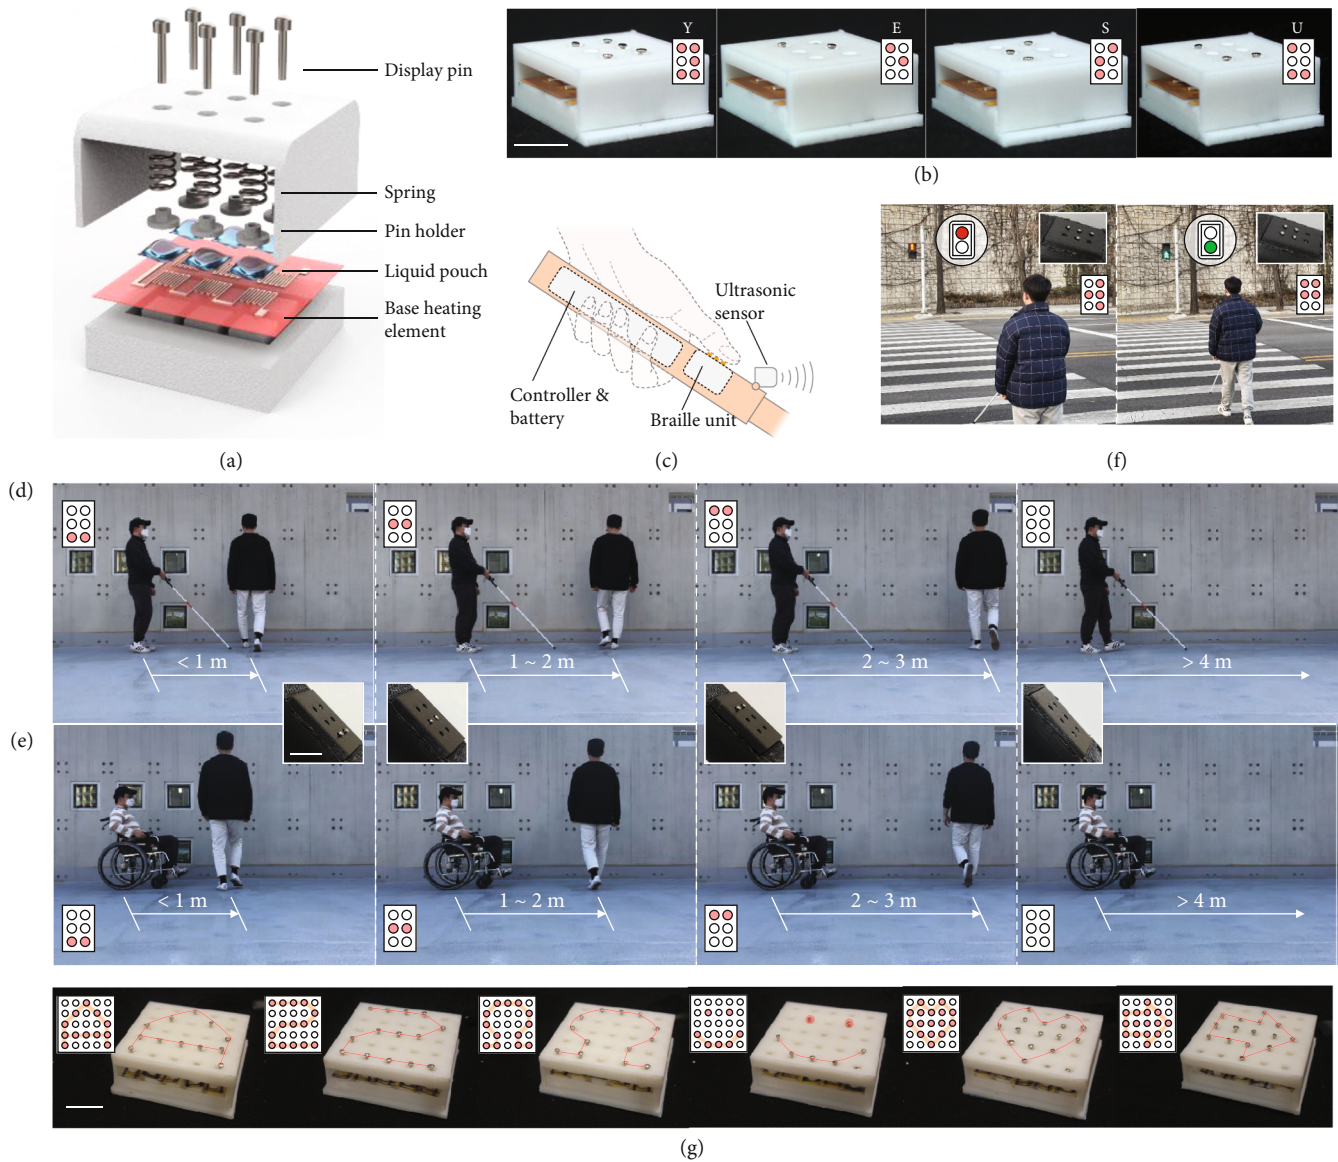 Display pin
Spring
Pin holder
Liquid pouch
Base heating
element
(a)
Y
E
S
U
(b)
Ultrasonic
sensor
Controller &
battery
Braille unit
(c)
(f)
(d)
< 1 m
1 ~ 2 m
2 ~ 3 m
> 4 m
(e)
< 1 m
1 ~ 2 m
2 ~ 3 m
> 4 m
(g)